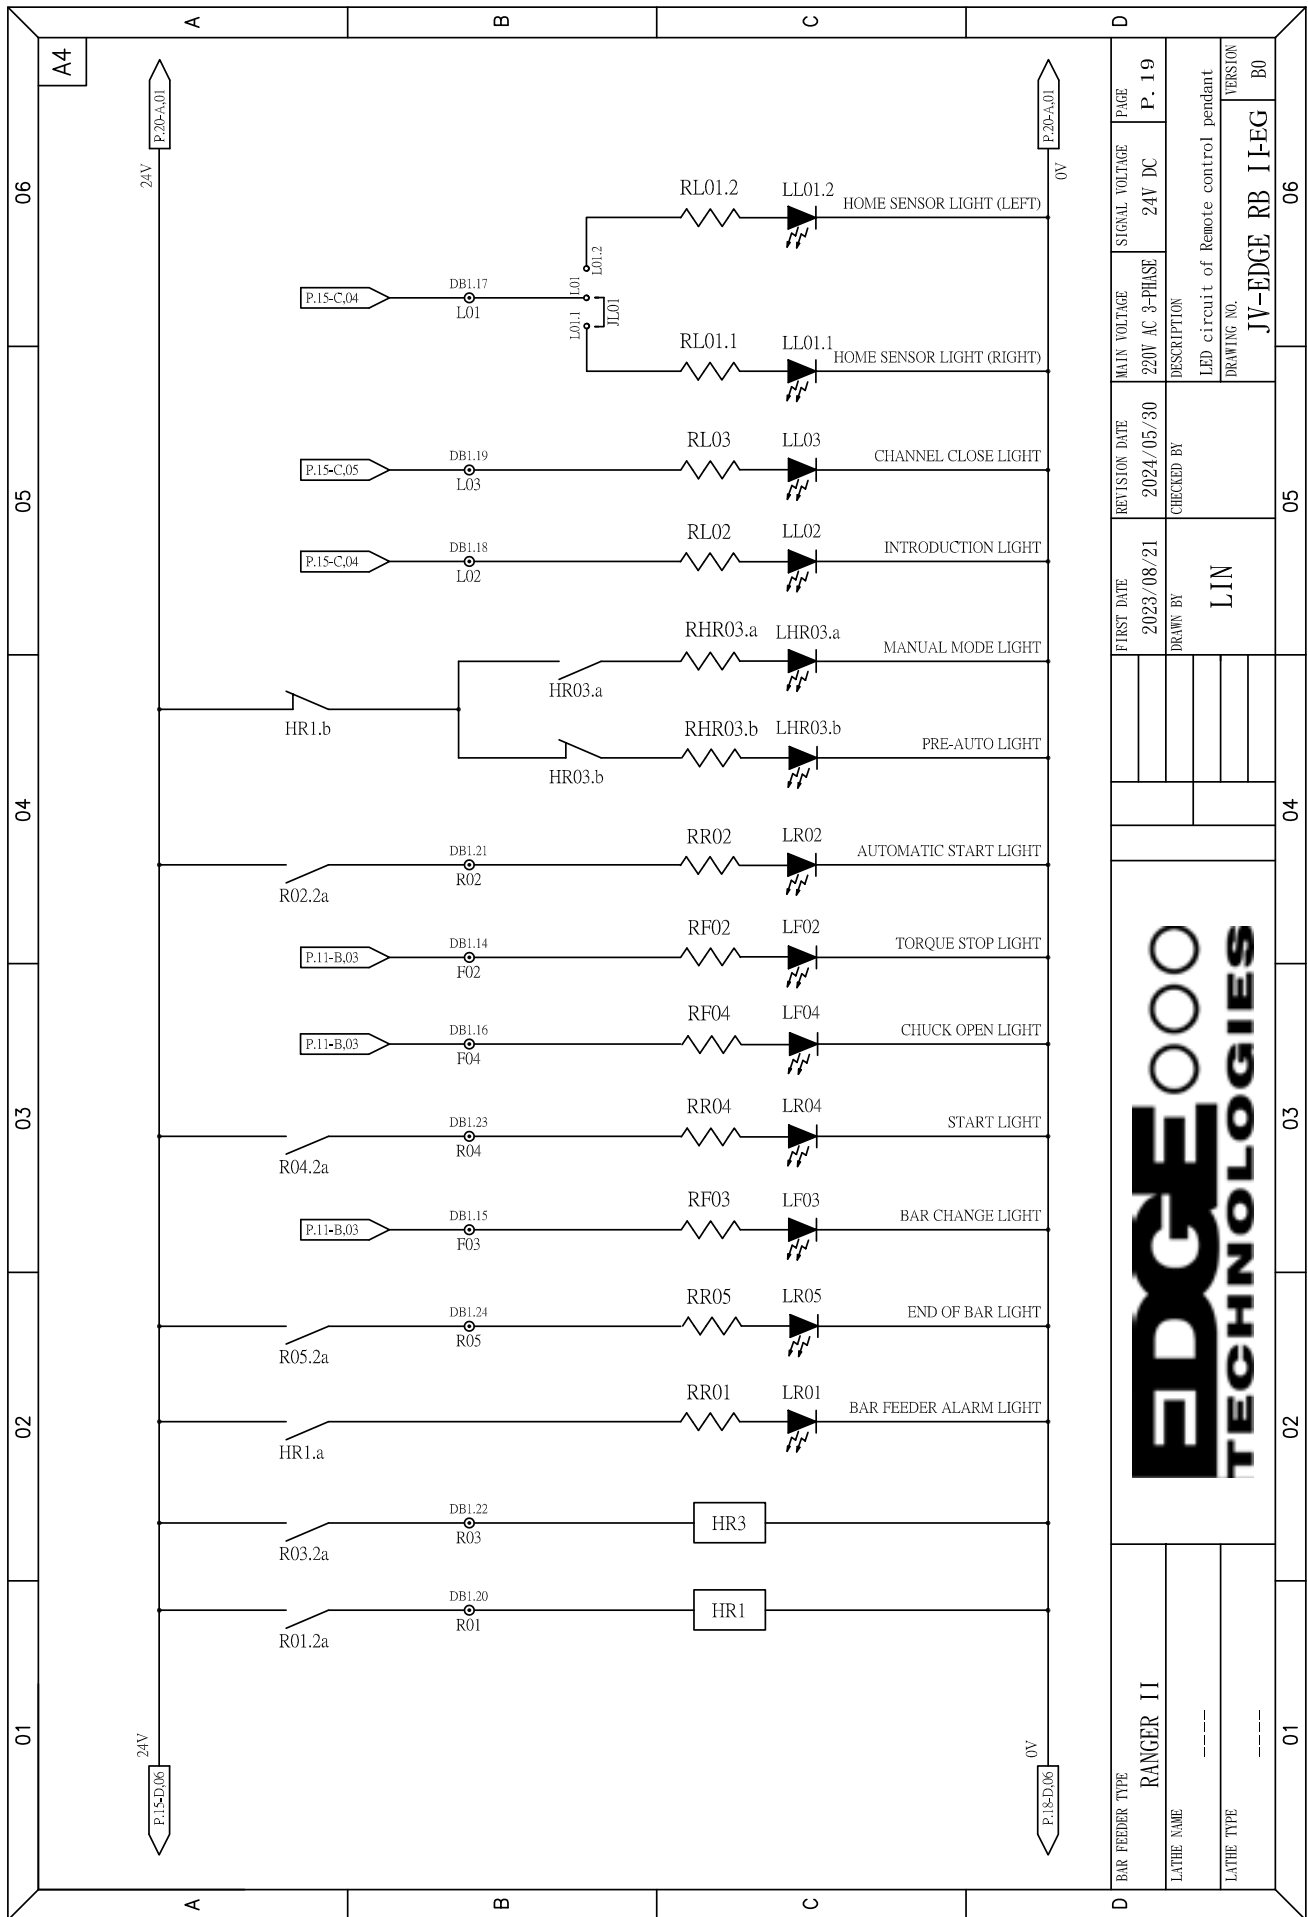 A4
01
02
03
04
05
06
A
B
C
D
A
B
C
D
01
02
03
04
05
06
P.15-D,06
24V
24V
P.20-A,01
P.18-D,06
0V
0V
P.20-A,01
R01.2a
DB1.20
R01
HR1
R03.2a
DB1.22
R03
HR3
HR1.a
RR01
LR01
BAR FEEDER ALARM LIGHT
R05.2a
DB1.24
R05
RR05
LR05
END OF BAR LIGHT
P.11-B,03
DB1.15
F03
RF03
LF03
BAR CHANGE LIGHT
R04.2a
DB1.23
R04
RR04
LR04
START LIGHT
P.11-B,03
DB1.16
F04
RF04
LF04
CHUCK OPEN LIGHT
P.11-B,03
DB1.14
F02
RF02
LF02
TORQUE STOP LIGHT
R02.2a
DB1.21
R02
RR02
LR02
AUTOMATIC START LIGHT
HR1.b
HR03.b
RHR03.b
LHR03.b
PRE-AUTO LIGHT
HR03.a
RHR03.a
LHR03.a
MANUAL MODE LIGHT
P.15-C,04
DB1.18
L02
RL02
LL02
INTRODUCTION LIGHT
P.15-C,05
DB1.19
L03
RL03
LL03
CHANNEL CLOSE LIGHT
P.15-C,04
DB1.17
L01
L01.1
L01
L01.2
JL01
RL01.1
LL01.1
HOME SENSOR LIGHT (RIGHT)
RL01.2
LL01.2
HOME SENSOR LIGHT (LEFT)
BAR FEEDER TYPE
RANGER II
LATHE NAME
----
LATHE TYPE
----
EDGE
TECHNOLOGIES
FIRST DATE
2023/08/21
REVISION DATE
2024/05/30
MAIN VOLTAGE
220V AC 3-PHASE
SIGNAL VOLTAGE
24V DC
PAGE
P. 19
DRAWN BY
LIN
CHECKED BY
DESCRIPTION
LED circuit of Remote control pendant
DRAWING NO.
JV-EDGE RB II-EG
VERSION
B0